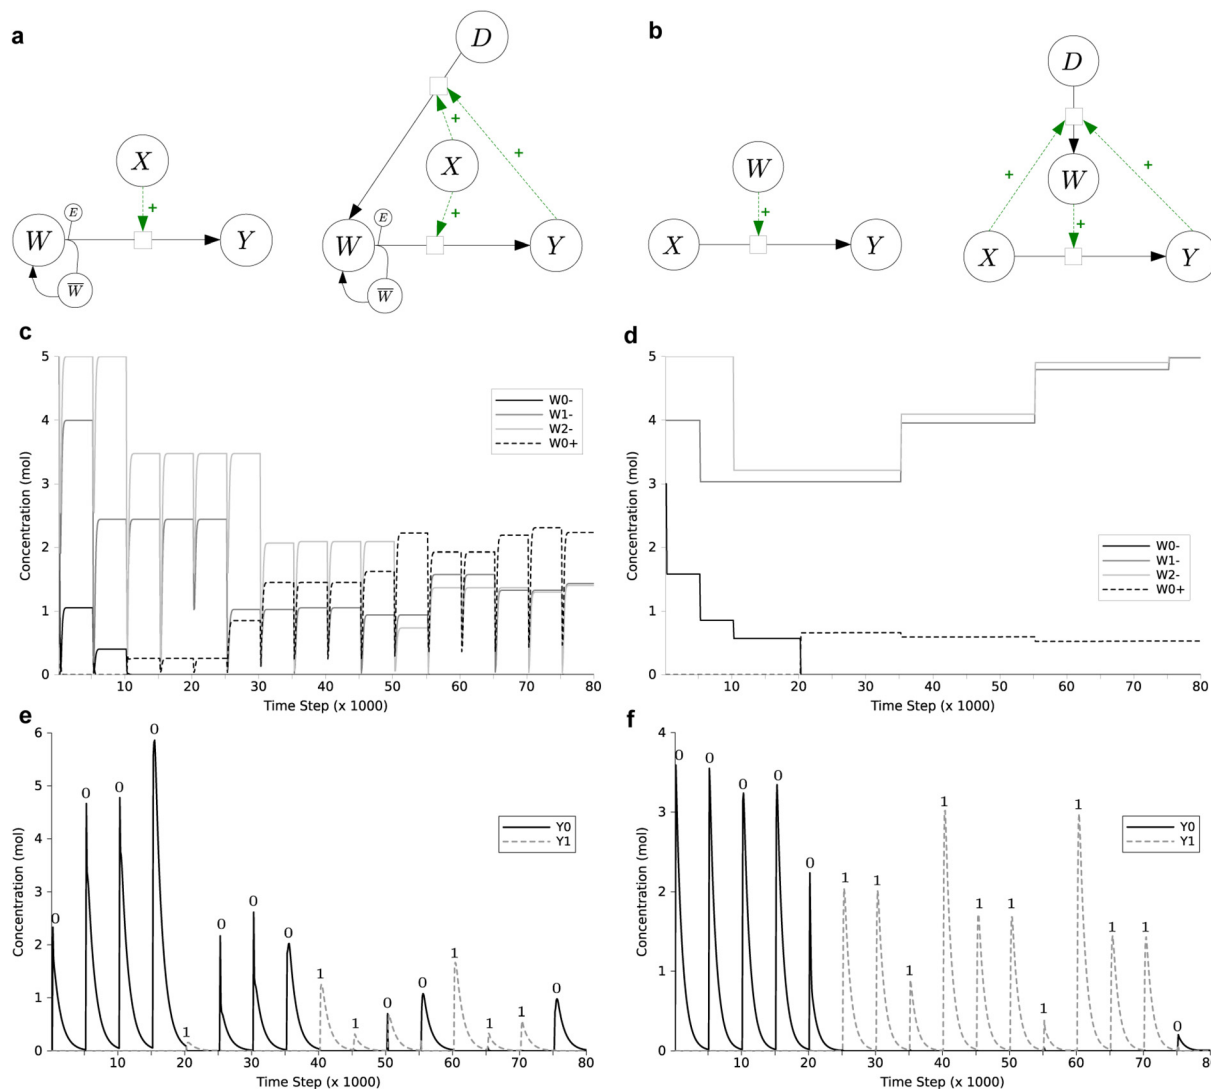 a
b
D
D
X
X
W
+
+
+
+
+
+
+
E
E
W
Y
W
Y
X
Y
W
X
Y
W̅
W̅
c
d
5
4
3
2
1
0
10 20 30 40 50 60 70 80
Concentration (mol)
Time Step (x 1000)
W0-
W1-
W2-
W0+
5
4
3
2
1
0
10 20 30 40 50 60 70 80
Concentration (mol)
Time Step (x 1000)
W0-
W1-
W2-
W0+
e
f
6
5
4
3
2
1
0
0 0 0 0 1 0 0 0 1 1 0 0 1 1 1 0
10 20 30 40 50 60 70 80
Concentration (mol)
Time Step (x 1000)
Y0
Y1
4
3
2
1
0
0 0 0 0 0 1 1 1 1 1 1 1 1 1 1 0
10 20 30 40 50 60 70 80
Concentration (mol)
Time Step (x 1000)
Y0
Y1